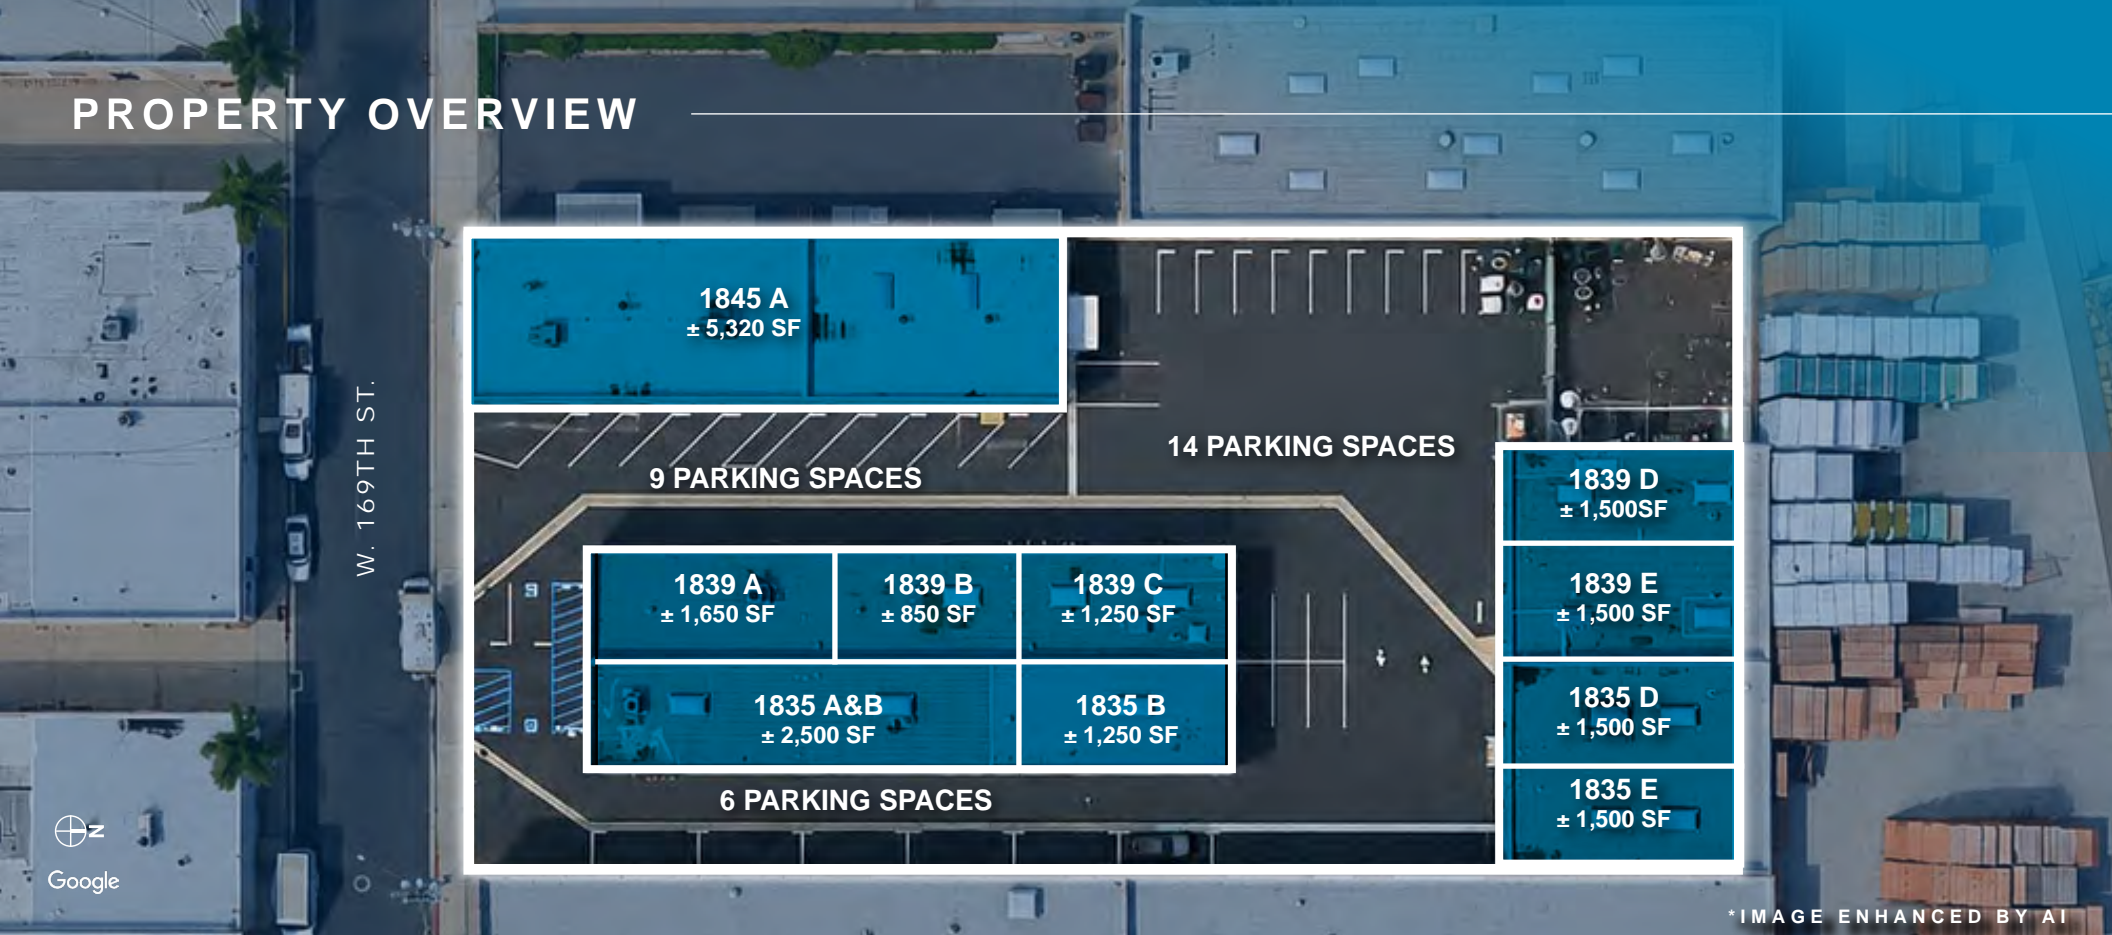 PROPERTY OVERVIEW
1845 A
± 5,320 SF
W. 169TH ST.
14 PARKING SPACES
9 PARKING SPACES
1839 D
± 1,500SF
1839 A
± 1,650 SF
1839 B
± 850 SF
1839 C
± 1,250 SF
1839 E
± 1,500 SF
1835 A&B
± 2,500 SF
1835 B
± 1,250 SF
1835 D
± 1,500 SF
1835 E
± 1,500 SF
6 PARKING SPACES
N
Google
*IMAGE ENHANCED BY AI